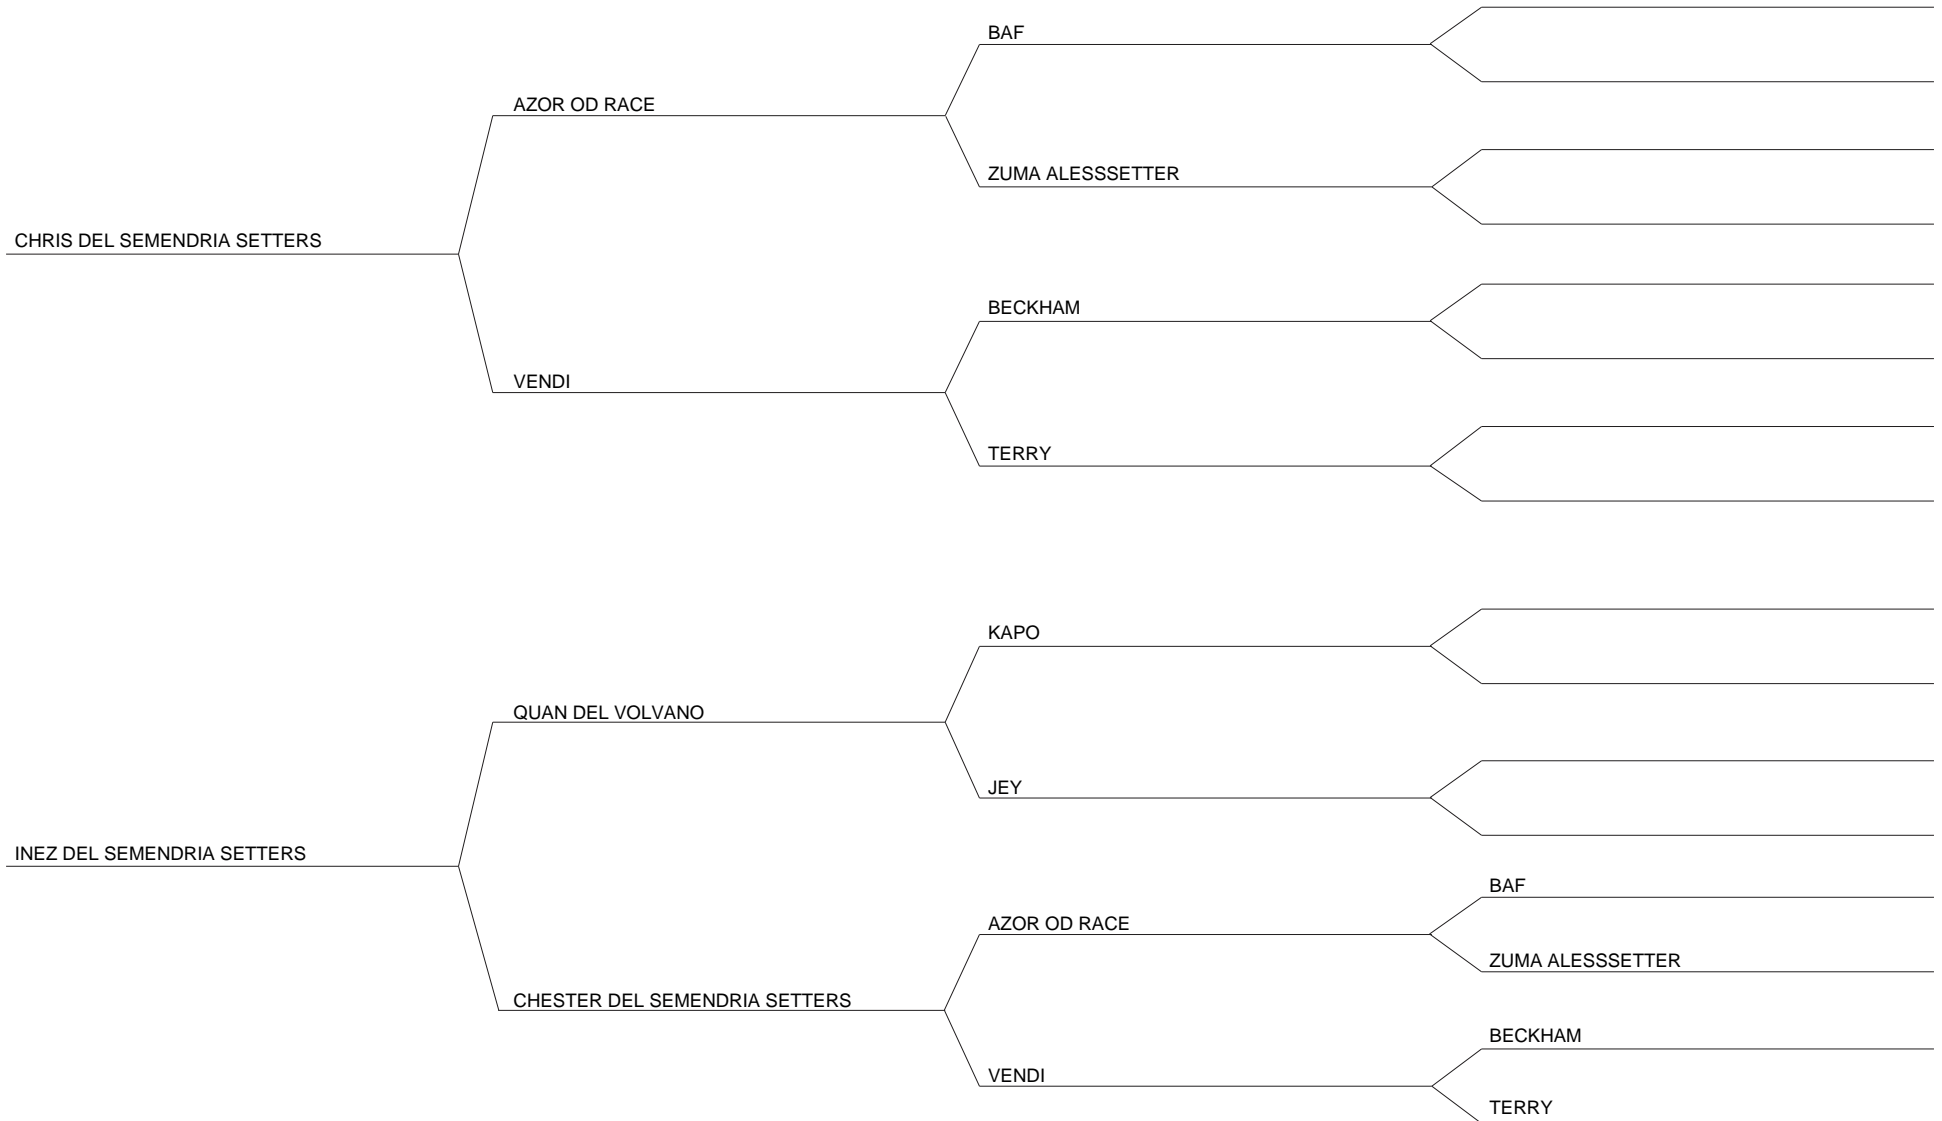 BAF
AZOR OD RACE
ZUMA ALESSSETTER
CHRIS DEL SEMENDRIA SETTERS
BECKHAM
VENDI
TERRY
KAPO
QUAN DEL VOLVANO
JEY
INEZ DEL SEMENDRIA SETTERS
BAF
AZOR OD RACE
ZUMA ALESSSETTER
CHESTER DEL SEMENDRIA SETTERS
BECKHAM
VENDI
TERRY